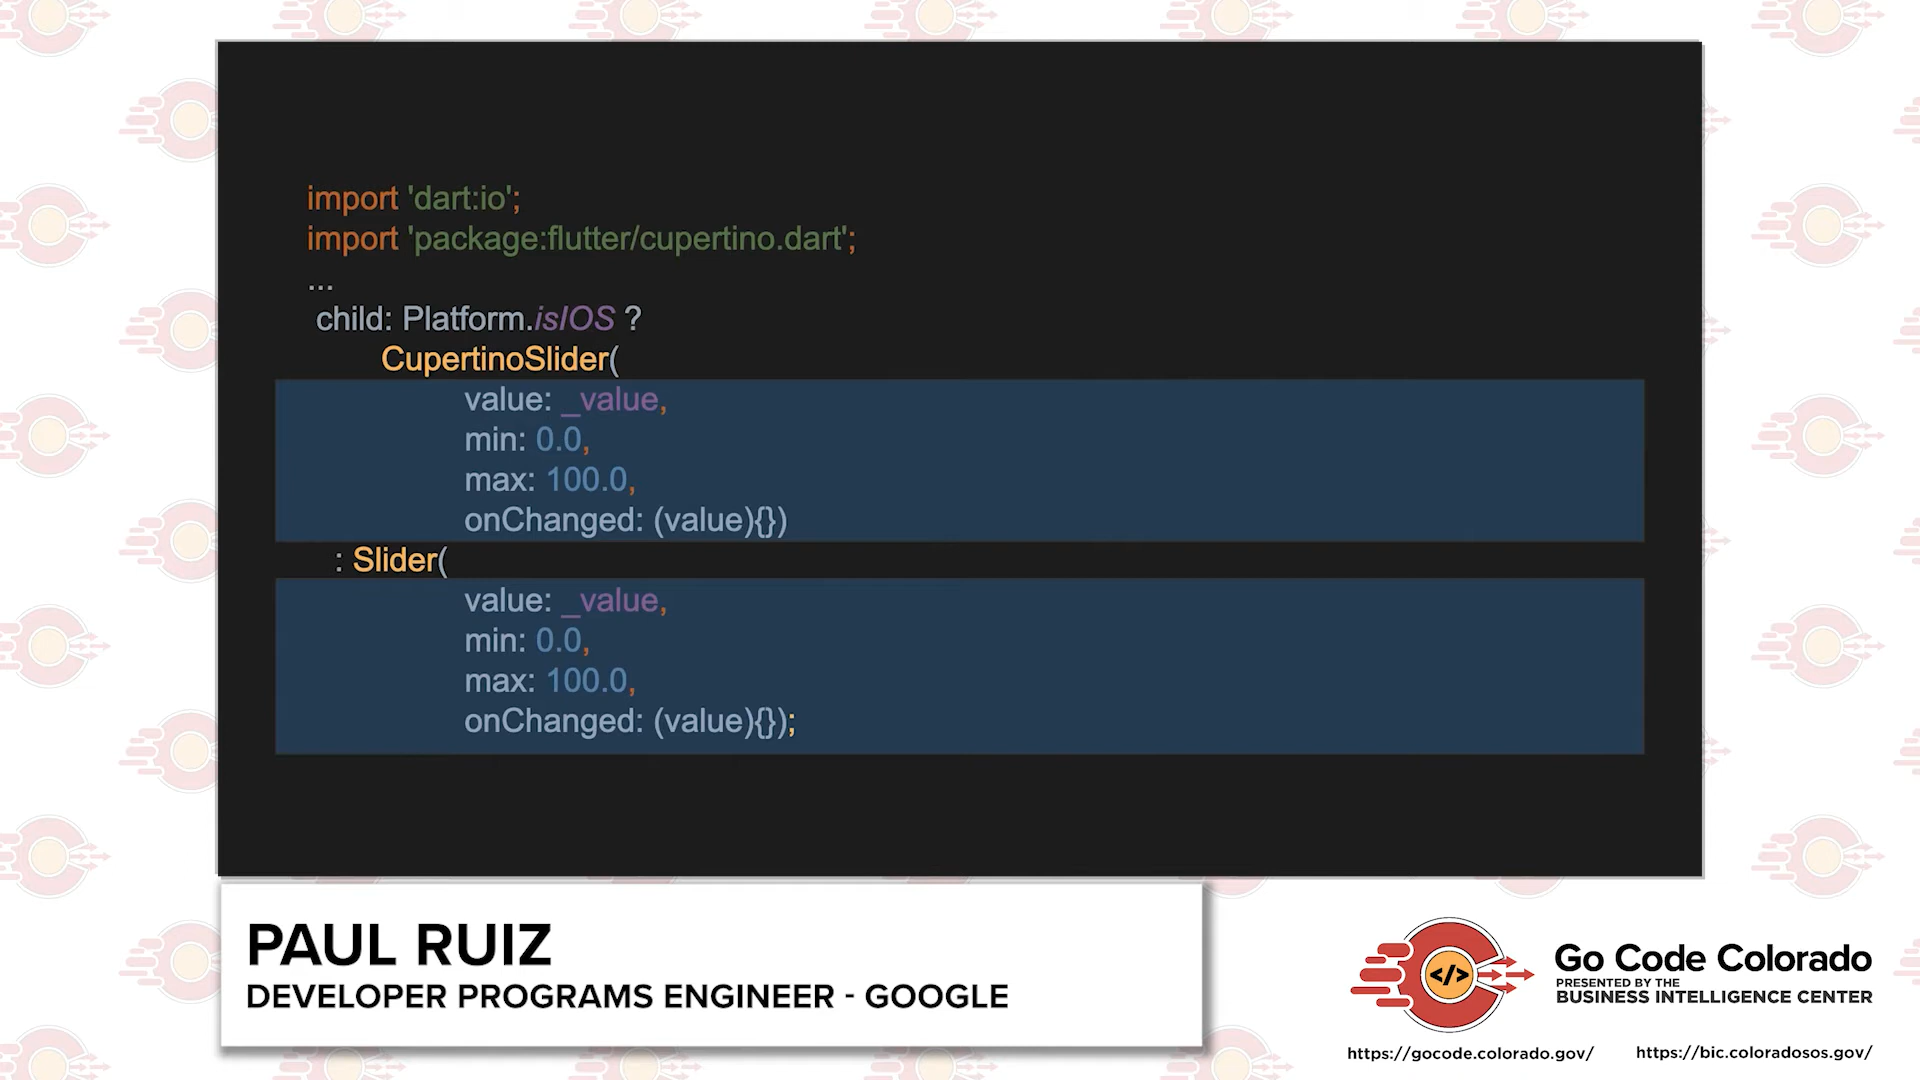 import 'dart:io';
import 'package:flutter/cupertino.dart';
...
child: Platform.isIOS ?
CupertinoSlider(
value: _value,
min: 0.0,
max: 100.0,
onChanged: (value){})
: Slider(
value: _value,
min: 0.0,
max: 100.0,
onChanged: (value){});
PAUL RUIZ
DEVELOPER PROGRAMS ENGINEER - GOOGLE
</>
Go Code Colorado
PRESENTED BY THE
BUSINESS INTELLIGENCE CENTER
https://gocode.colorado.gov/ https://bic.coloradosos.gov/